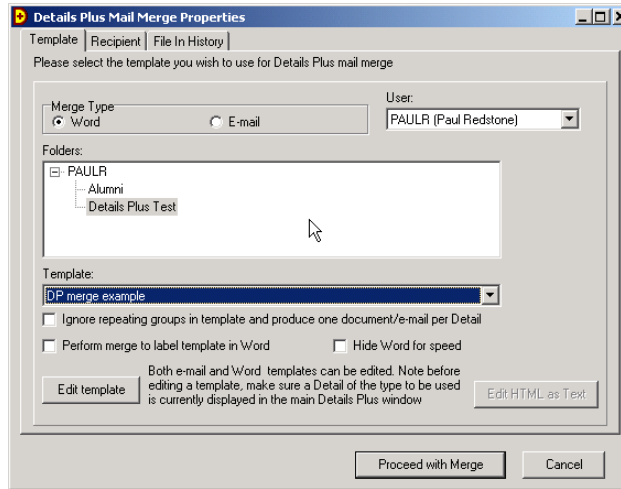 Details Plus Mail Merge Properties
Template Recipient File In History
Please select the template you wish to use for Details Plus mail merge
Merge Type
Word E-mail
User:
PAULR (Paul Redstone)
Folders:
PAULR
Alumni
Details Plus Test
Template:
DP merge example
Ignore repeating groups in template and produce one document/e-mail per Detail
Perform merge to label template in Word Hide Word for speed
Edit template
Both e-mail and Word templates can be edited. Note before
editing a template, make sure a Detail of the type to be used
is currently displayed in the main Details Plus window
Edit HTML as Text
Proceed with Merge Cancel